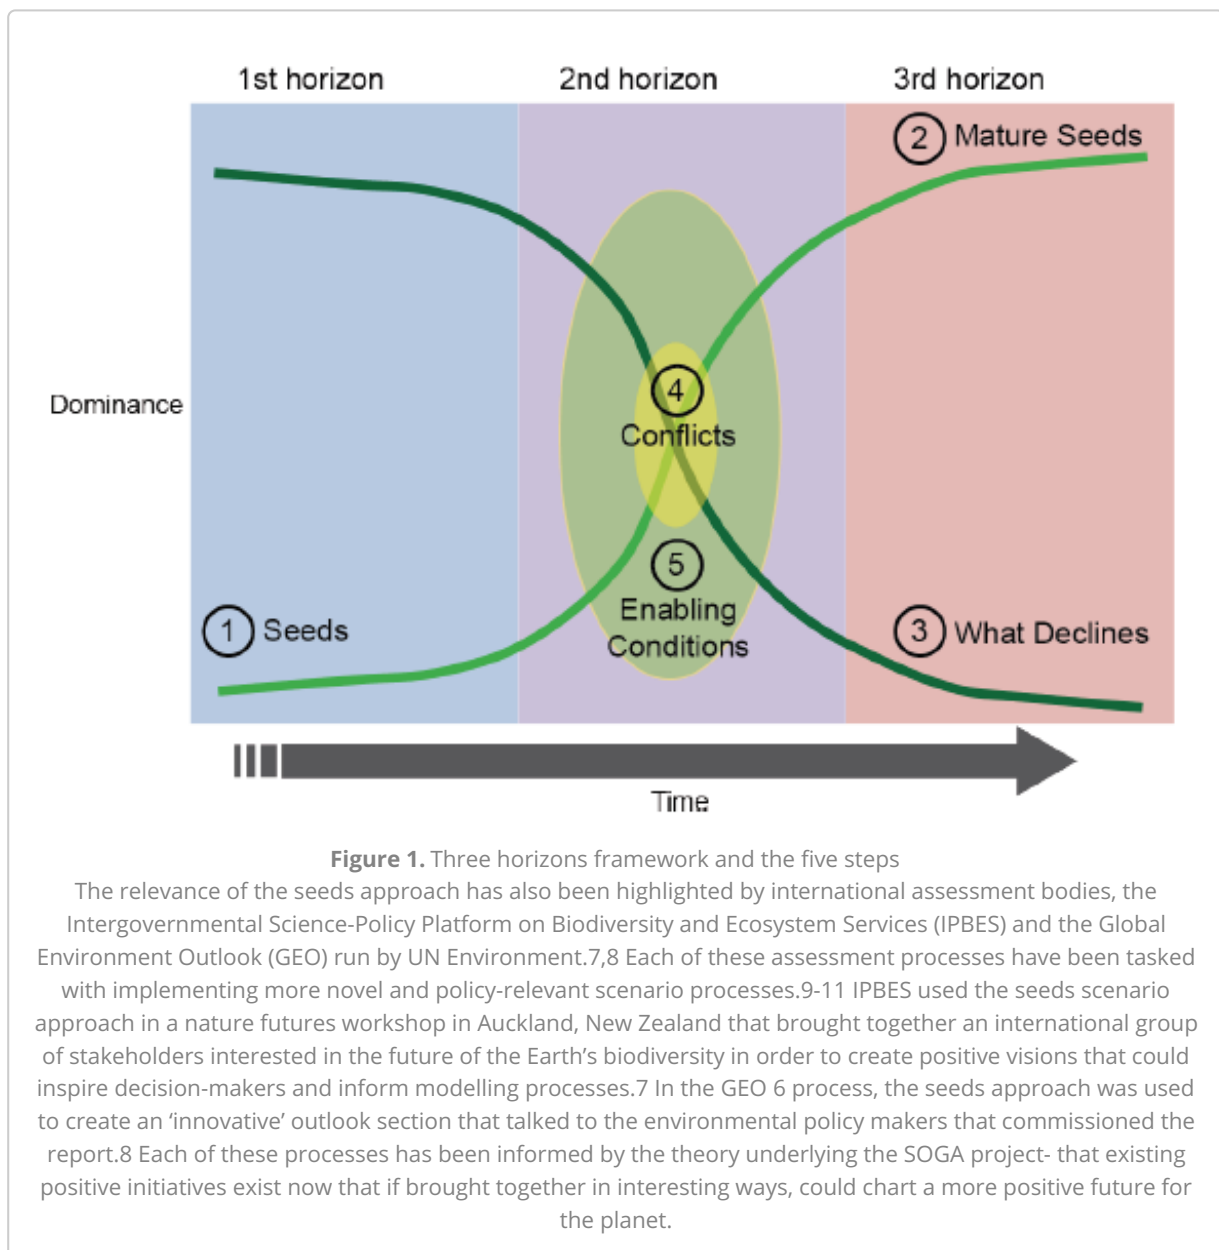 1st horizon
2nd horizon
3rd horizon
2 Mature Seeds
Dominance
4
Conflicts
5
Enabling
Conditions
1 Seeds
3 What Declines
Time
Figure 1. Three horizons framework and the five steps
The relevance of the seeds approach has also been highlighted by international assessment bodies, the
Intergovernmental Science-Policy Platform on Biodiversity and Ecosystem Services (IPBES) and the Global
Environment Outlook (GEO) run by UN Environment.7,8 Each of these assessment processes have been tasked
with implementing more novel and policy-relevant scenario processes.9-11 IPBES used the seeds scenario
approach in a nature futures workshop in Auckland, New Zealand that brought together an international group
of stakeholders interested in the future of the Earth’s biodiversity in order to create positive visions that could
inspire decision-makers and inform modelling processes.7 In the GEO 6 process, the seeds approach was used
to create an ‘innovative’ outlook section that talked to the environmental policy makers that commissioned the
report.8 Each of these processes has been informed by the theory underlying the SOGA project- that existing
positive initiatives exist now that if brought together in interesting ways, could chart a more positive future for
the planet.